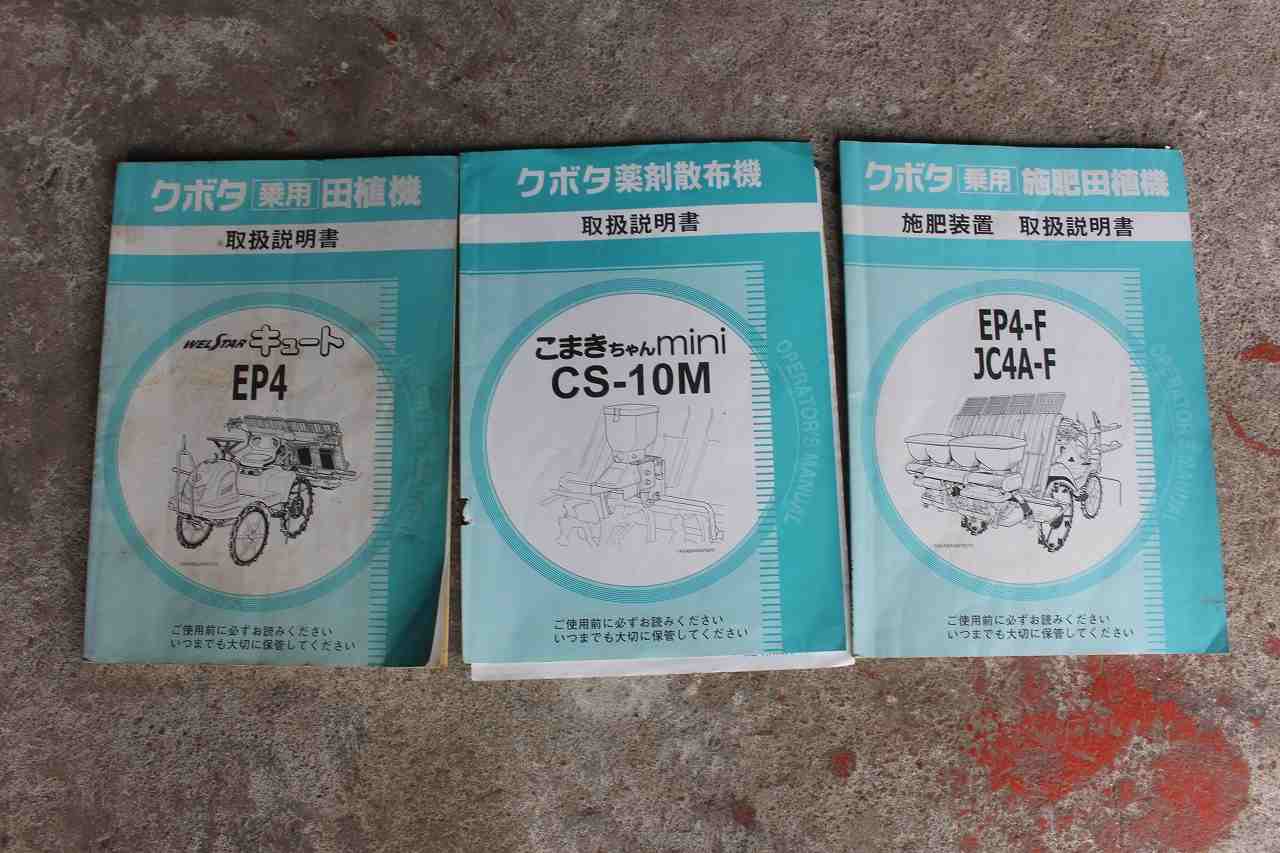 クボタ 乗用 田植機
取扱説明書
WELSTAR キュート
EP4
ご使用前に必ずお読みください
いつまでも大切に保管してください
クボタ薬剤散布機
取扱説明書
こまきちゃんmini
CS-10M
OPERATOR'S MANUAL
ご使用前に必ずお読みください
いつまでも大切に保管してください
クボタ 乗用 施肥田植機
施肥装置 取扱説明書
EP4-F
JC4A-F
OPERATOR'S MANUAL
ご使用前に必ずお読みください
いつまでも大切に保管してください